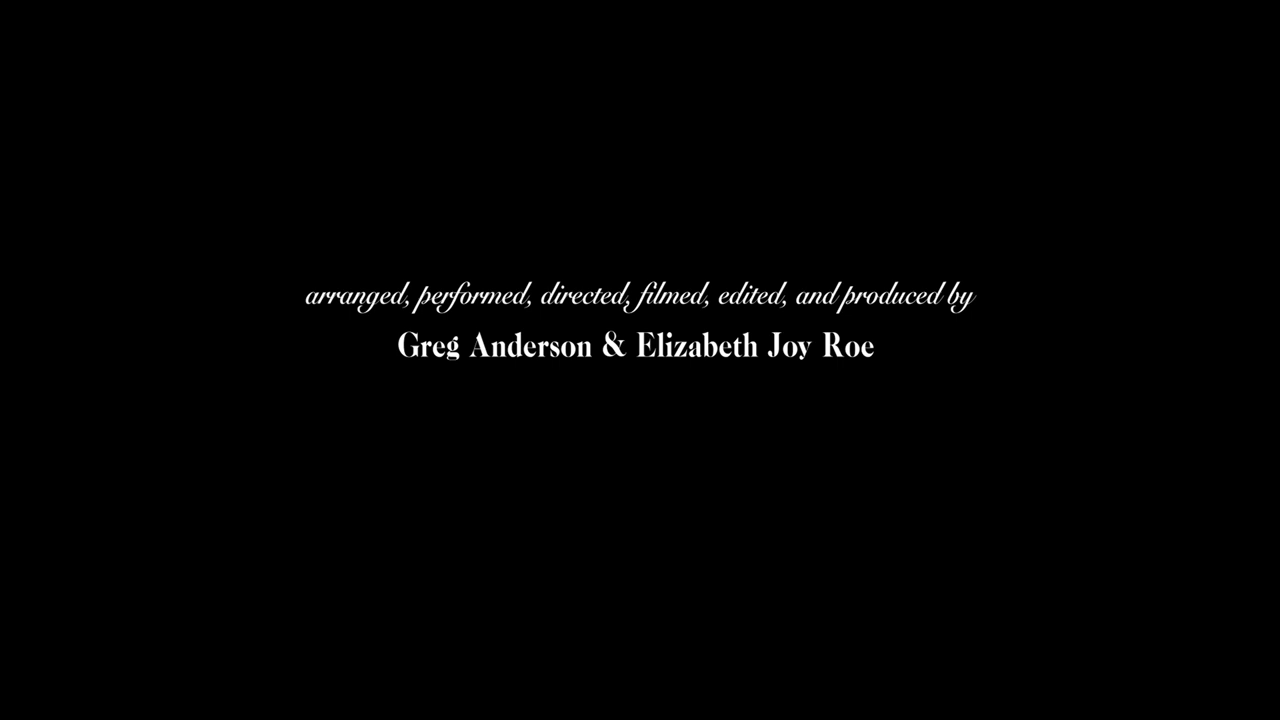 arranged, performed, directed, filmed, edited, and produced by
Greg Anderson & Elizabeth Joy Roe